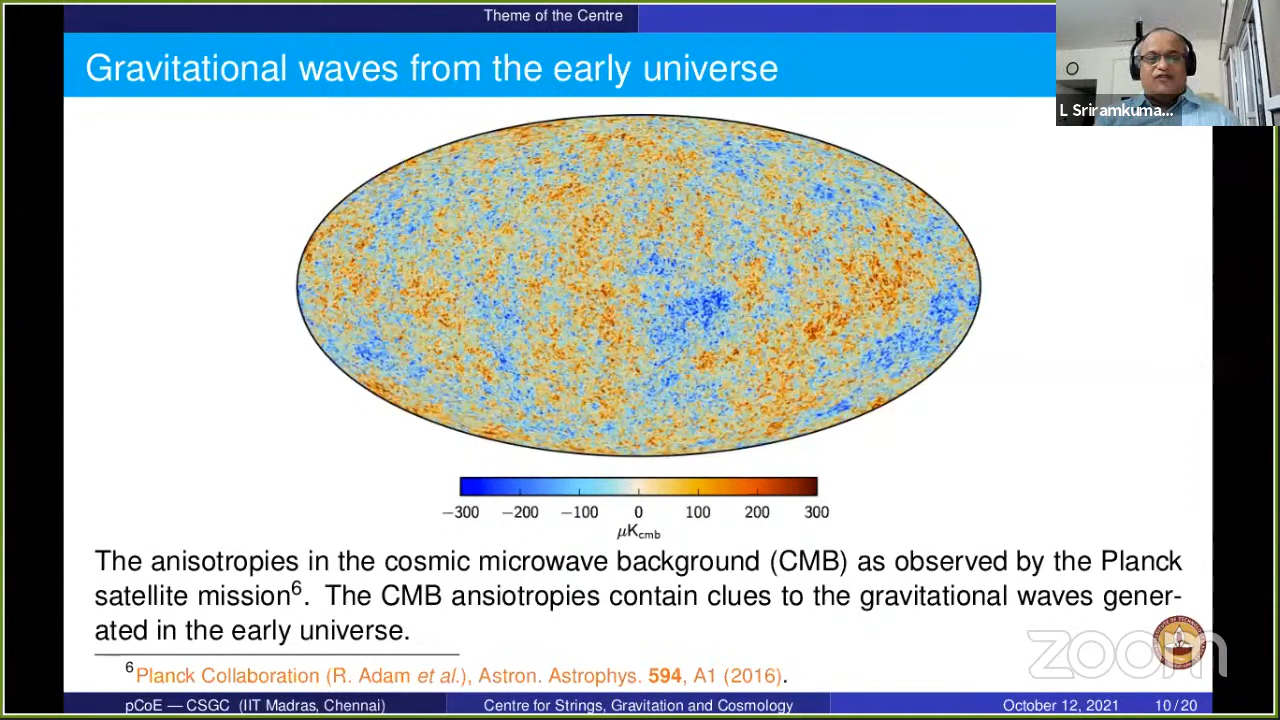 Theme of the Centre
Gravitational waves from the early universe
L Sriramkuma...
−300 −200 −100 0 100 200 300
μK_cmb
The anisotropies in the cosmic microwave background (CMB) as observed by the Planck
satellite mission⁶. The CMB ansiotropies contain clues to the gravitational waves gener-
ated in the early universe.
zoom
⁶Planck Collaboration (R. Adam et al.), Astron. Astrophys. 594, A1 (2016).
pCoE — CSGC (IIT Madras, Chennai) Centre for Strings, Gravitation and Cosmology October 12, 2021 10 / 20